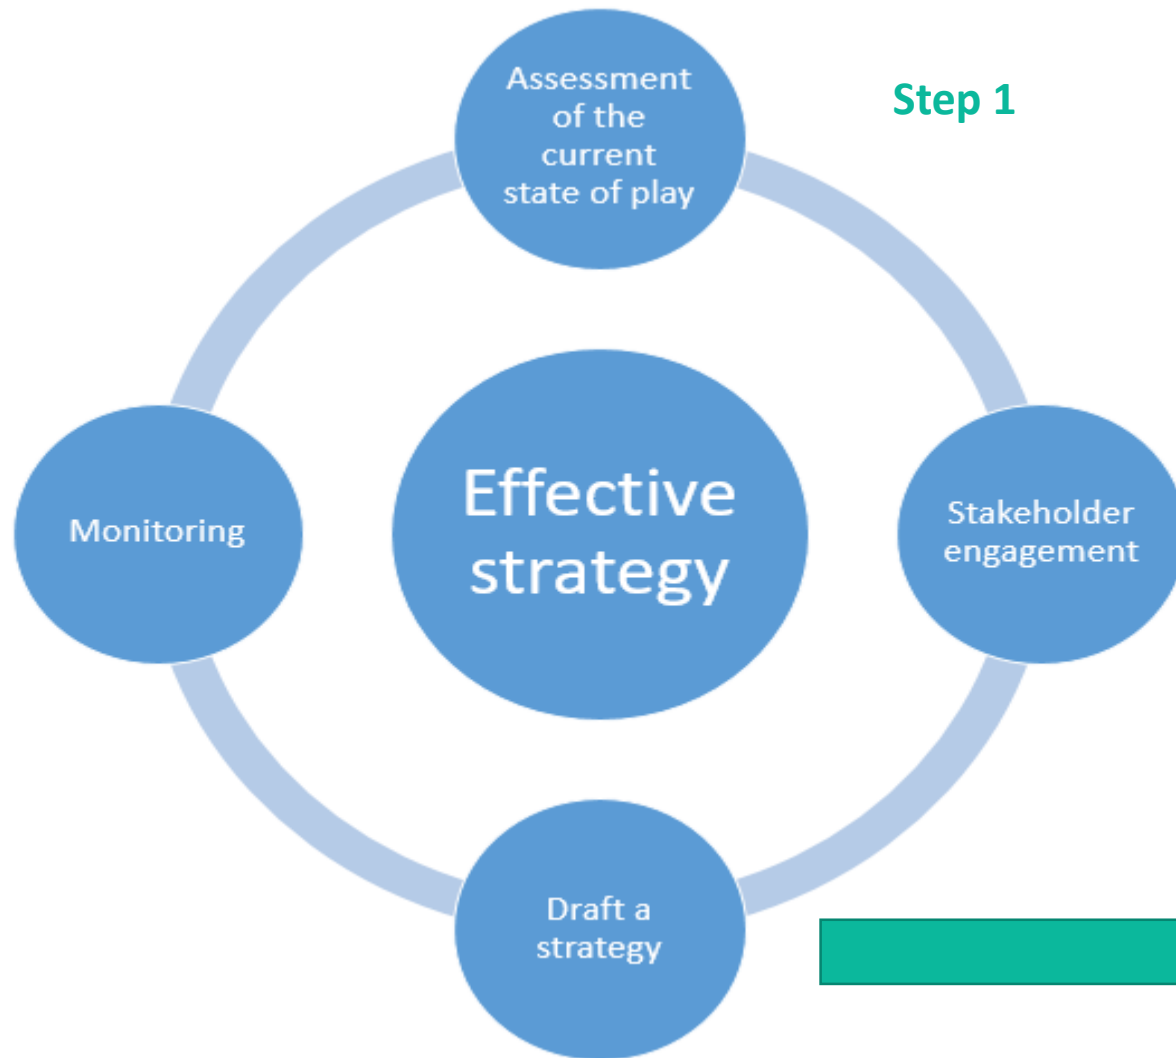 Assessment
of the
current
state of play
Step 1
Effective
strategy
Monitoring
Stakeholder
engagement
Draft a
strategy